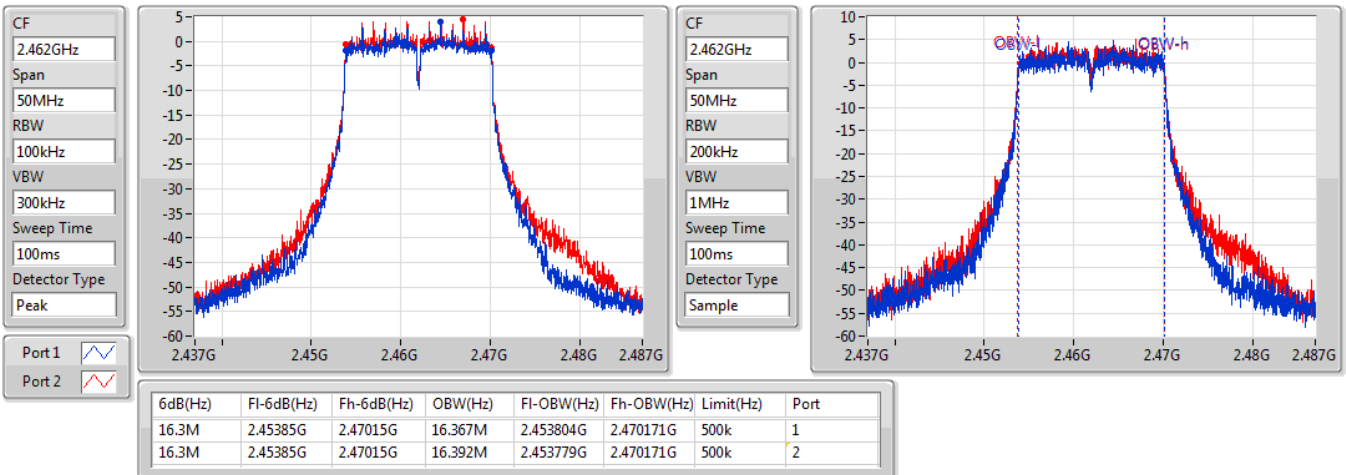 CF
2.462GHz
Span
50MHz
RBW
100kHz
VBW
300kHz
Sweep Time
100ms
Detector Type
Peak
Port 1
Port 2
5
0
-5
-10
-15
-20
-25
-30
-35
-40
-45
-50
-55
-60
2.437G 2.45G 2.46G 2.47G 2.48G 2.487G
CF
2.462GHz
Span
50MHz
RBW
200kHz
VBW
1MHz
Sweep Time
100ms
Detector Type
Sample
10
5
0
-5
-10
-15
-20
-25
-30
-35
-40
-45
-50
-55
-60
OBW-l OBW-h
2.437G 2.45G 2.46G 2.47G 2.48G 2.487G
6dB(Hz) Fl-6dB(Hz) Fh-6dB(Hz) OBW(Hz) Fl-OBW(Hz) Fh-OBW(Hz) Limit(Hz) Port
16.3M 2.45385G 2.47015G 16.367M 2.453804G 2.470171G 500k 1
16.3M 2.45385G 2.47015G 16.392M 2.453779G 2.470171G 500k 2